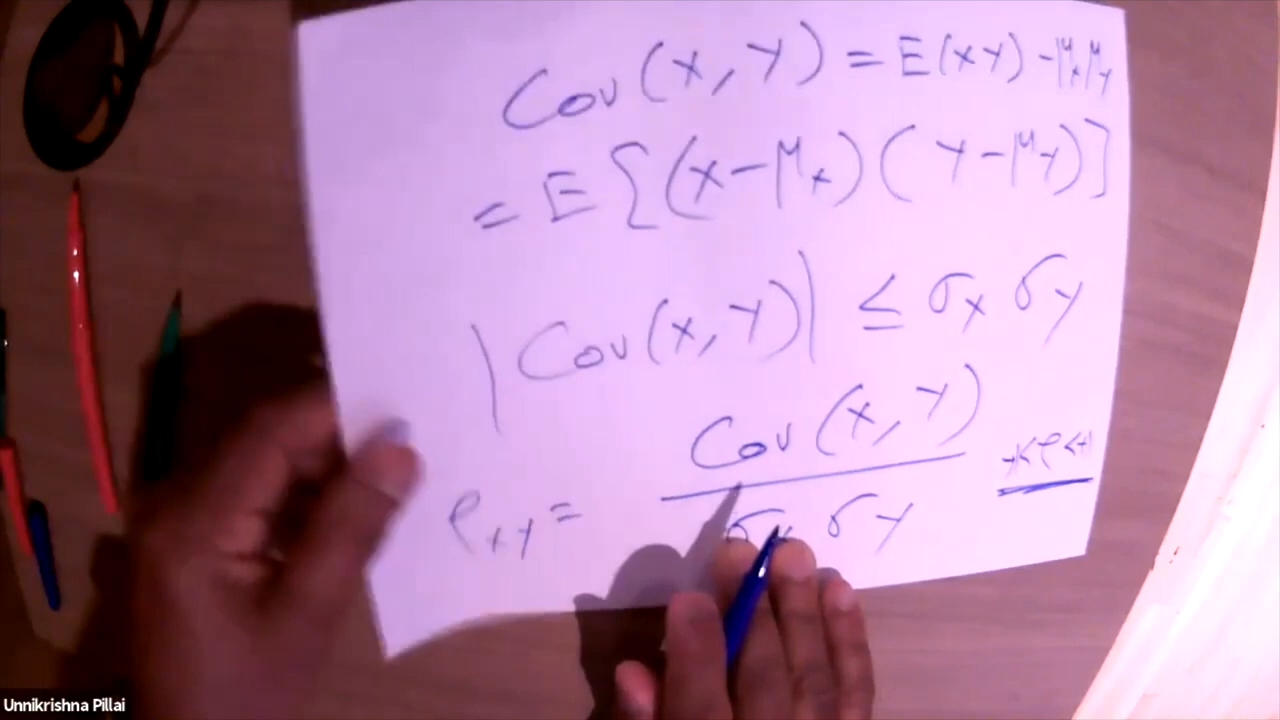 Cov(X, Y) = E(XY) - μxμy
= E{(X - μx)(Y - μy)]
|Cov(X, Y)| ≤ σx σy
ρxy = Cov(X, Y) / σx σy   -1<ρ<+1
Unnikrishna Pillai